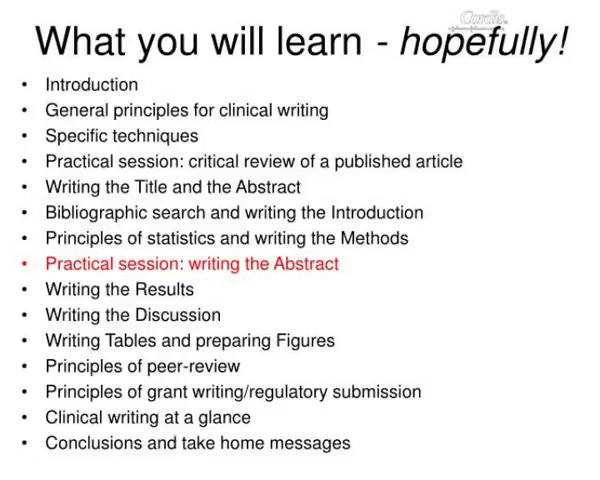 Cordis
What you will learn - hopefully!
• Introduction
• General principles for clinical writing
• Specific techniques
• Practical session: critical review of a published article
• Writing the Title and the Abstract
• Bibliographic search and writing the Introduction
• Principles of statistics and writing the Methods
• Practical session: writing the Abstract
• Writing the Results
• Writing the Discussion
• Writing Tables and preparing Figures
• Principles of peer-review
• Principles of grant writing/regulatory submission
• Clinical writing at a glance
• Conclusions and take home messages